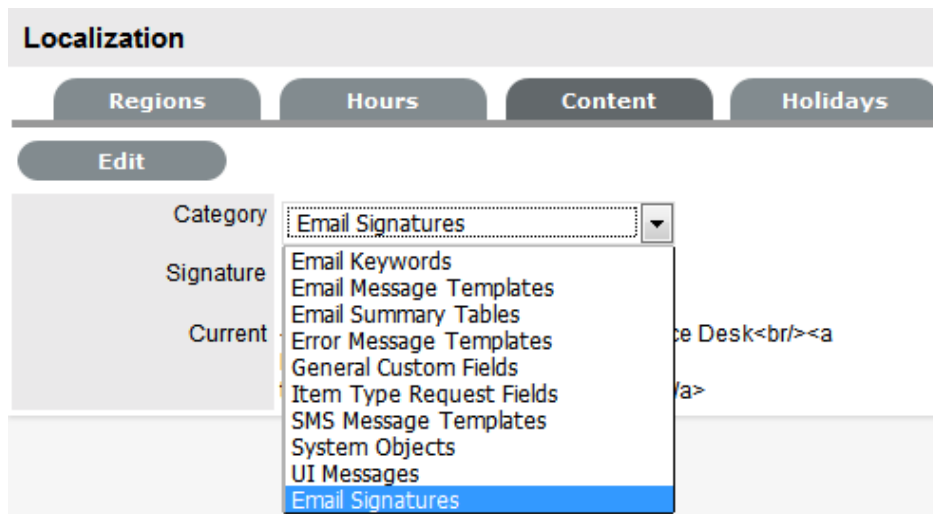 Localization
Regions Hours Content Holidays
Edit
Category Email Signatures
Email Keywords
Email Message Templates
Signature
Email Summary Tables
Current Error Message Templates ce Desk<br/><a
General Custom Fields
Item Type Request Fields /a>
SMS Message Templates
System Objects
UI Messages
Email Signatures